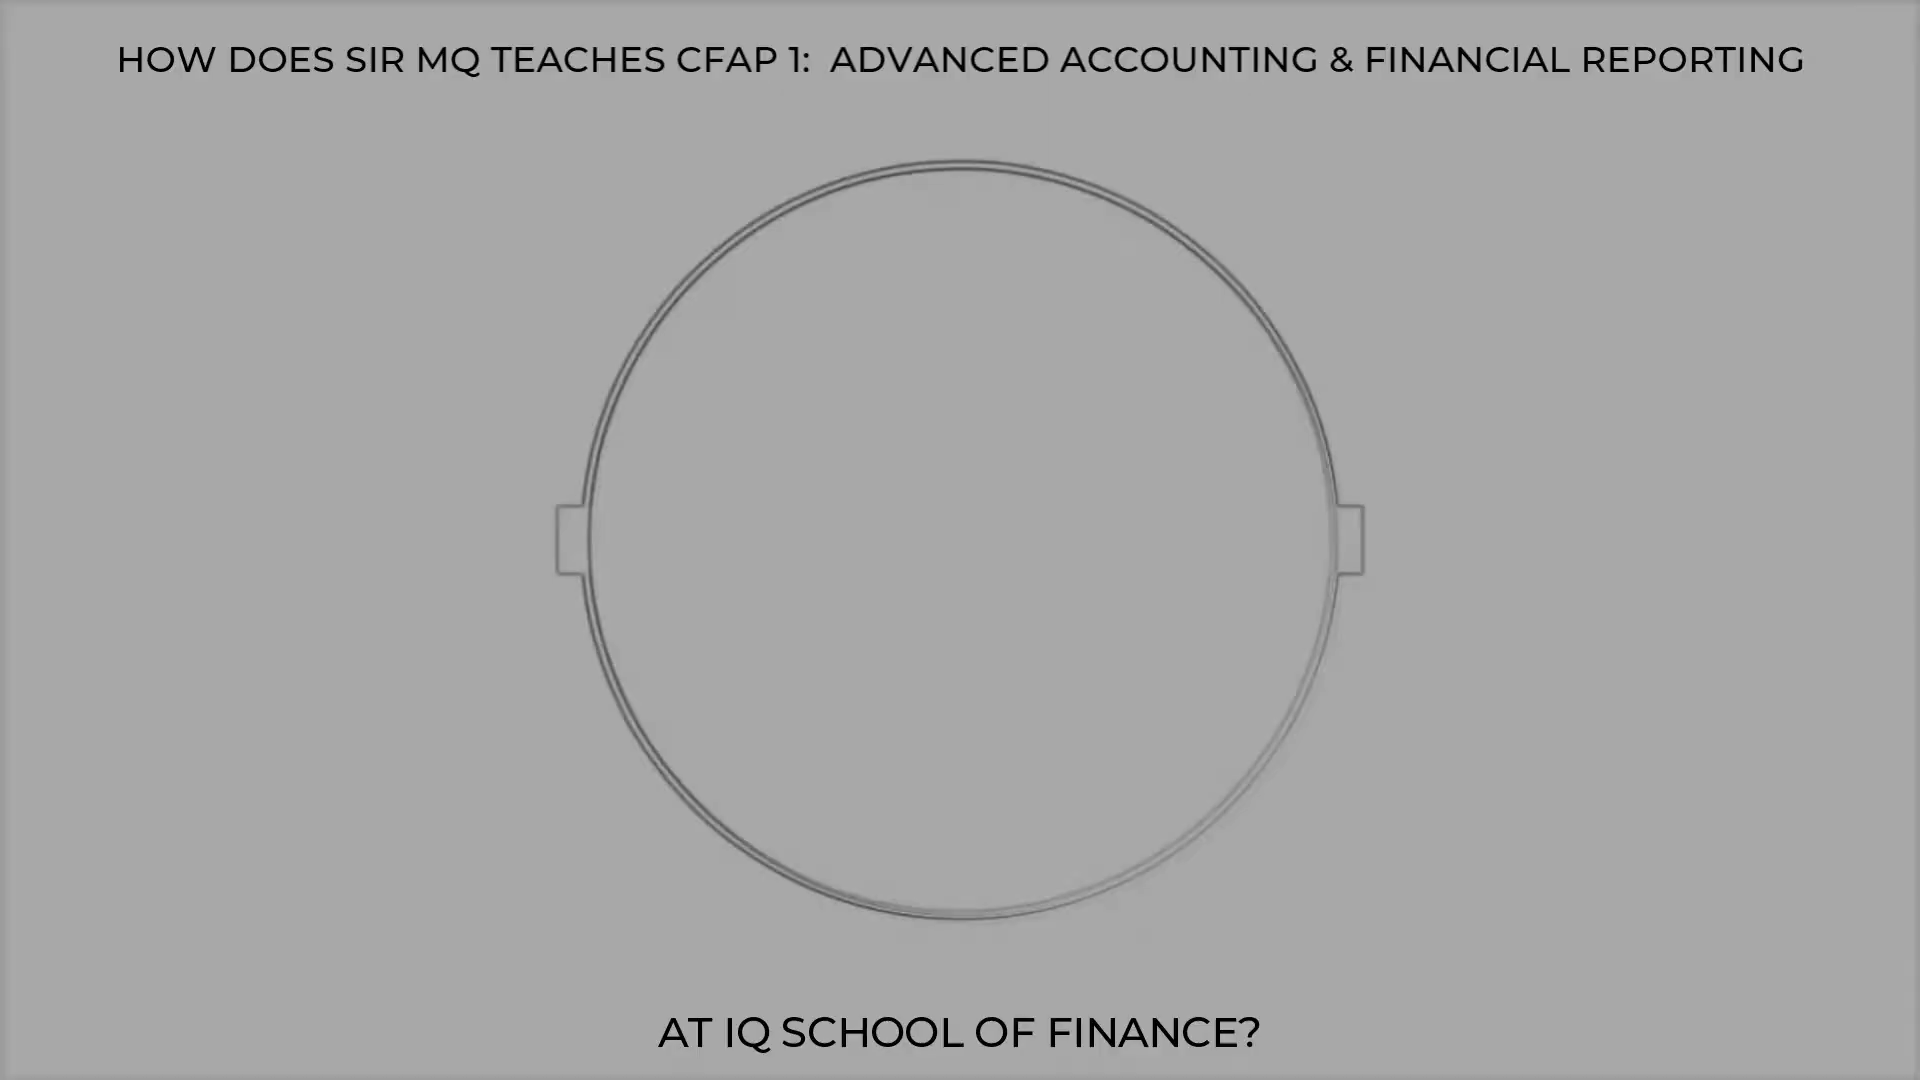 HOW DOES SIR MQ TEACHES CFAP 1: ADVANCED ACCOUNTING & FINANCIAL REPORTING
AT IQ SCHOOL OF FINANCE?